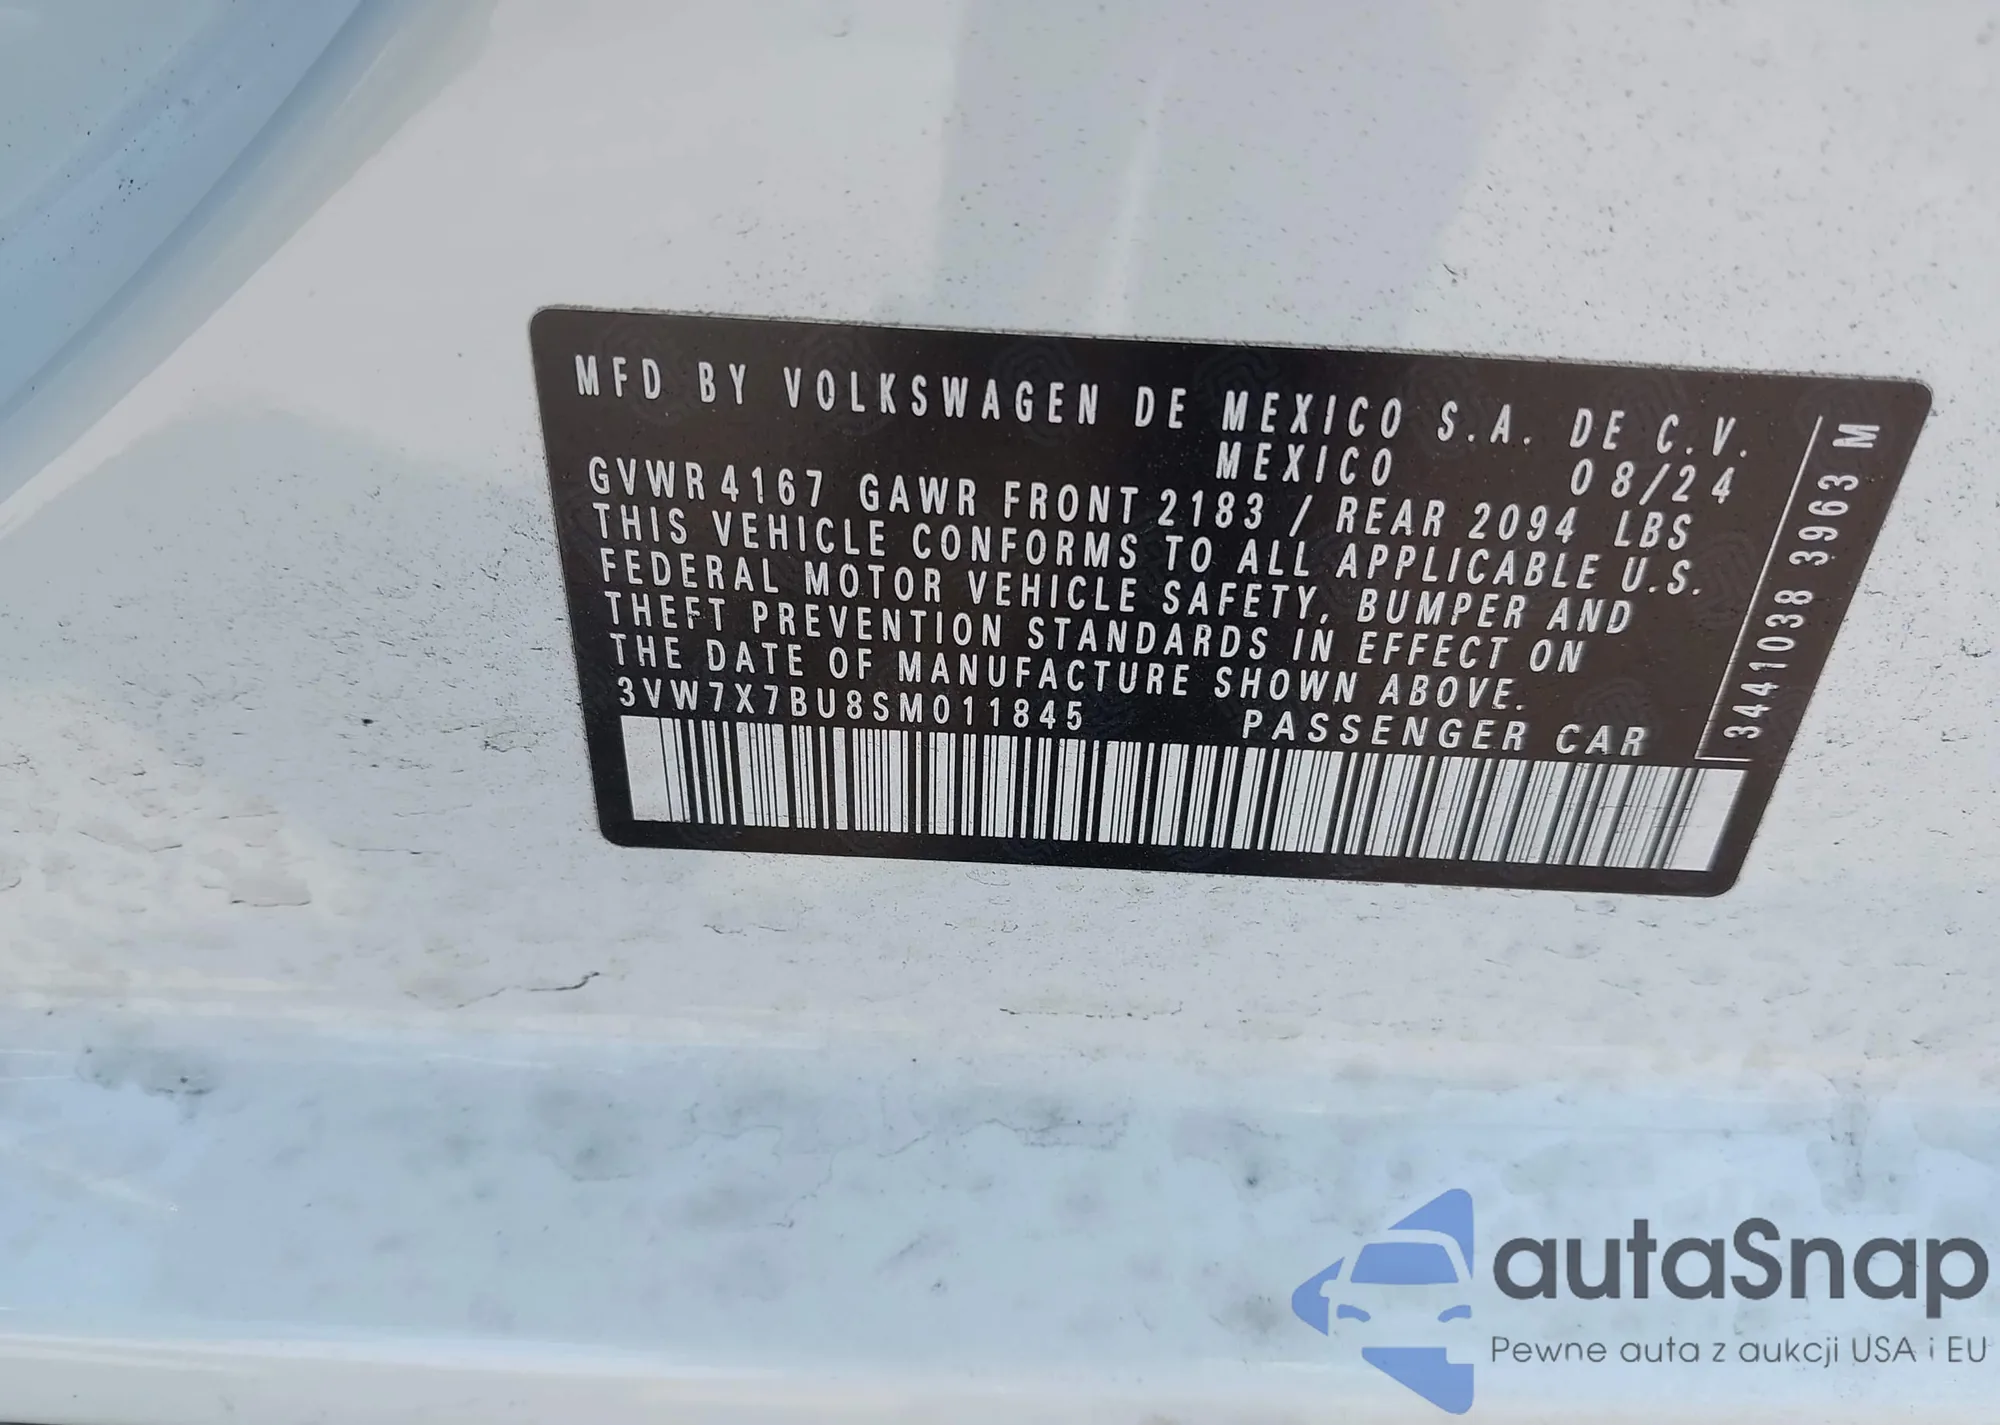 MFD BY VOLKSWAGEN DE MEXICO S.A. DE C.V.
MEXICO 08/24
GVWR 4167 GAWR FRONT 2183 / REAR 2094 LBS
THIS VEHICLE CONFORMS TO ALL APPLICABLE U.S.
FEDERAL MOTOR VEHICLE SAFETY, BUMPER AND
THEFT PREVENTION STANDARDS IN EFFECT ON
THE DATE OF MANUFACTURE SHOWN ABOVE.
3VW7X7BU8SM011845 PASSENGER CAR
3441038 3963 M
autaSnap
Pewne auta z aukcji USA i EU